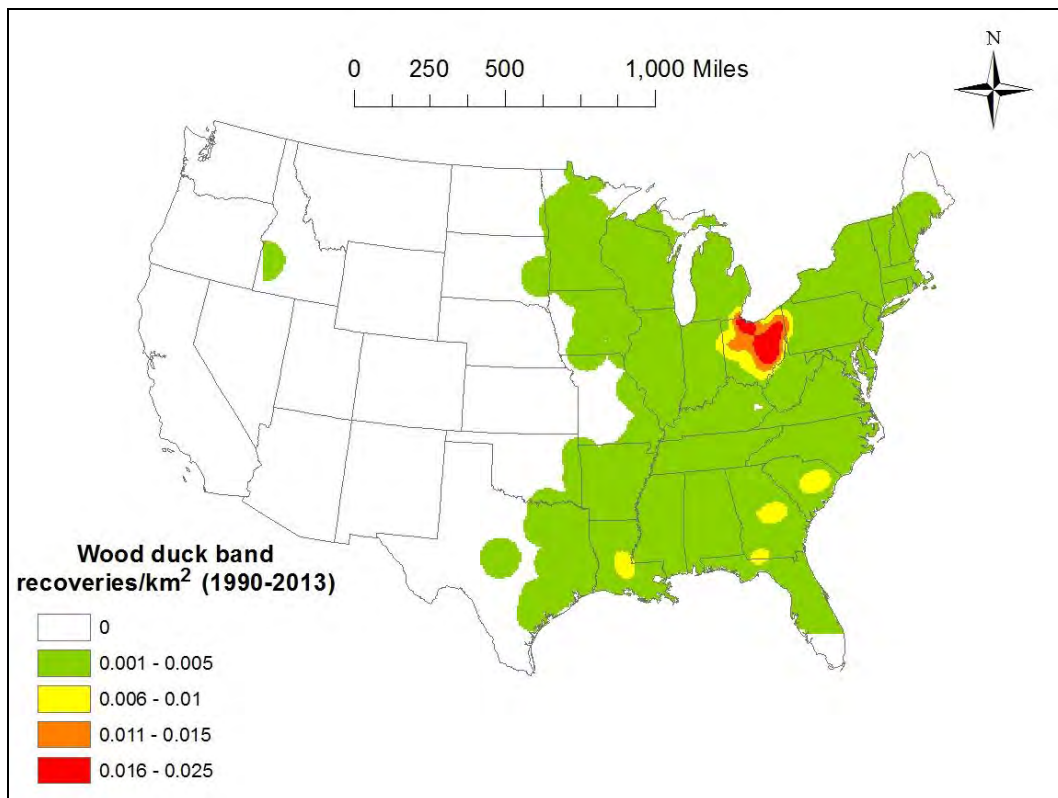 N
0 250 500 1,000 Miles
Wood duck band
recoveries/km² (1990-2013)
0
0.001 - 0.005
0.006 - 0.01
0.011 - 0.015
0.016 - 0.025